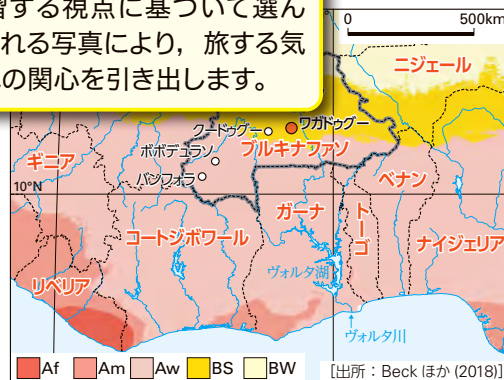 習する視点に基づいて選ん
れる写真により，旅する気
の関心を引き出します。
0 500km
ニジェール
クードゥグー
ワガドゥグー
ボボデュラソ
ブルキナファソ
ギニア
バンフォラ
ベナン
10°N
ガーナ
トーゴ
コートジボワール
ナイジェリア
ヴォルタ湖
リベリア
ヴォルタ川
Af Am Aw BS BW
[出所：Beck ほか (2018)]